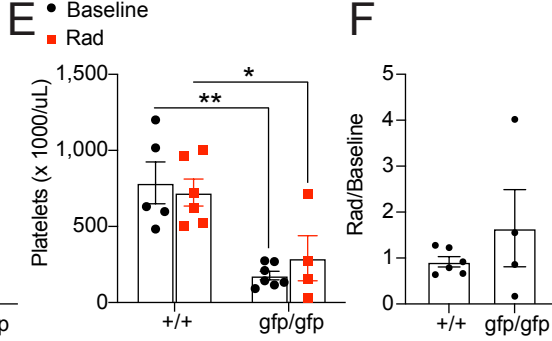 E
Baseline
Rad
F
Platelets (x 1000/uL)
1,500
1,000
500
0
*
**
+/+
gfp/gfp
Rad/Baseline
5
4
3
2
1
0
+/+
gfp/gfp
p